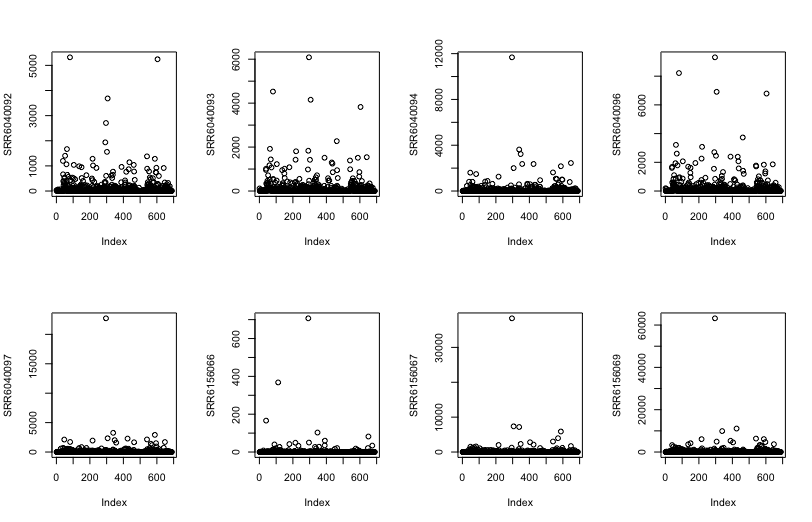 SRR6040092
0 1000 3000 5000
0 200 400 600
Index
SRR6040093
0 2000 4000 6000
0 200 400 600
Index
SRR6040094
0 4000 8000 12000
0 200 400 600
Index
SRR6040096
0 2000 6000
0 200 400 600
Index
SRR6040097
0 5000 15000
0 200 400 600
Index
SRR6156066
0 200 400 600
0 200 400 600
Index
SRR6156067
0 10000 30000
0 200 400 600
Index
SRR6156069
0 20000 40000 60000
0 200 400 600
Index